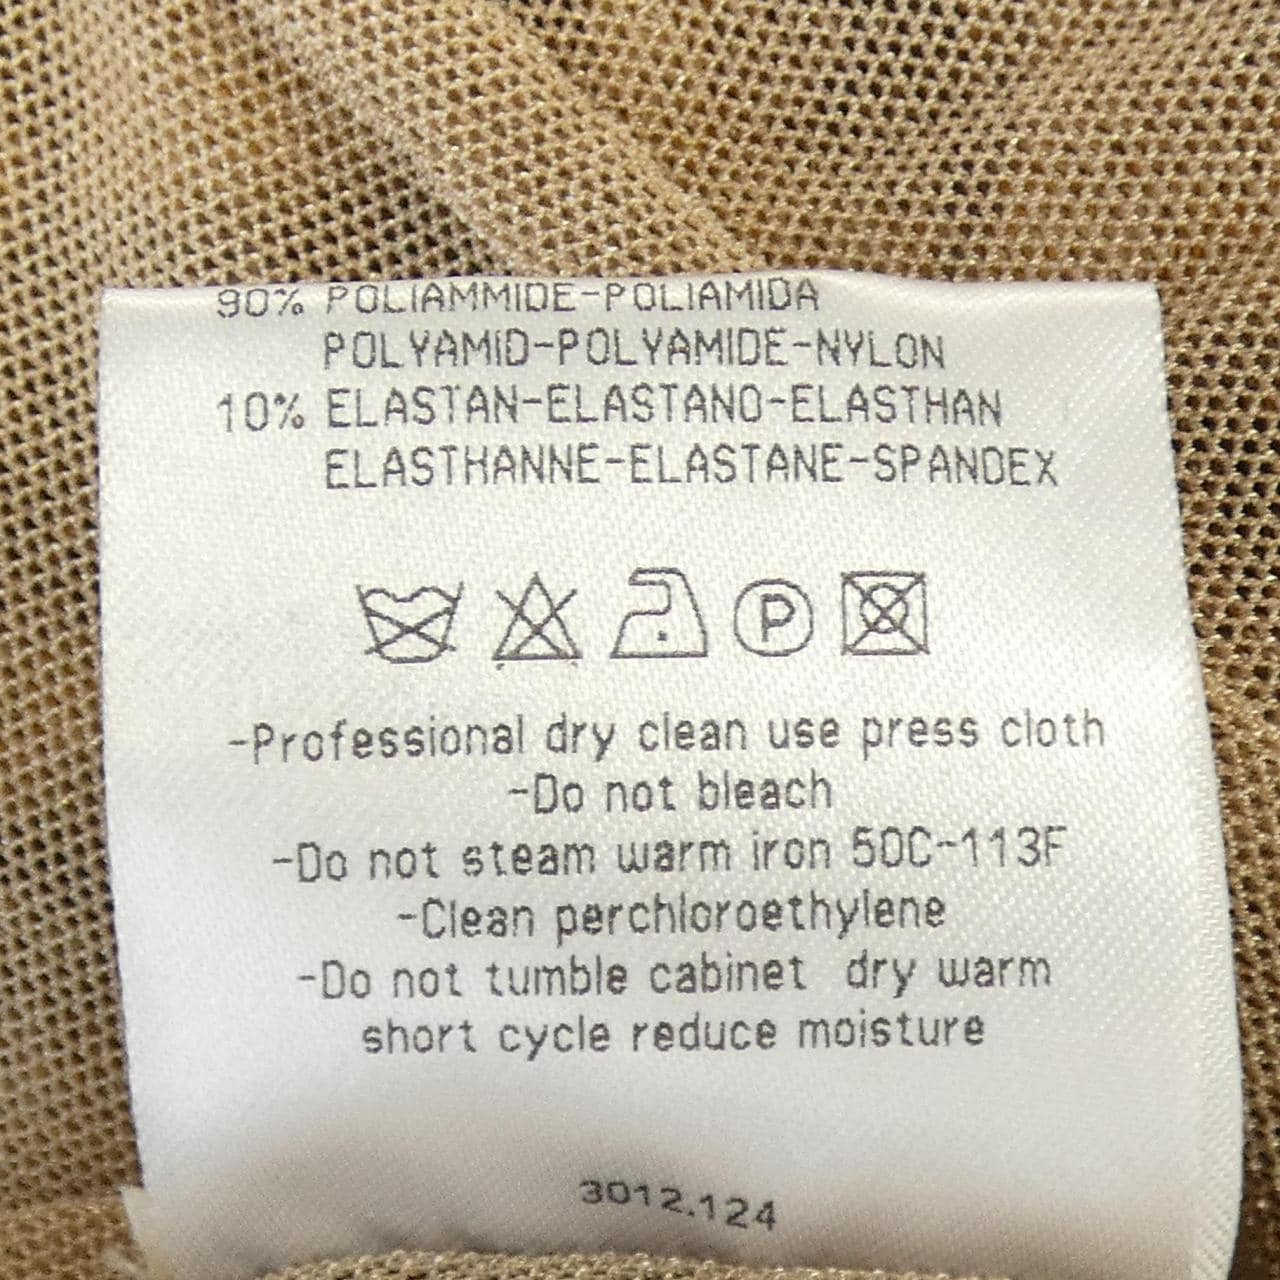 90% POLIAMMIDE-POLIAMIDA
POLYAMID-POLYAMIDE-NYLON
10% ELASTAN-ELASTANO-ELASTHAN
ELASTHANNE-ELASTANE-SPANDEX
P
-Professional dry clean use press cloth
-Do not bleach
-Do not steam warm iron 50C-113F
-Clean perchloroethylene
-Do not tumble cabinet dry warm
short cycle reduce moisture
3012.124